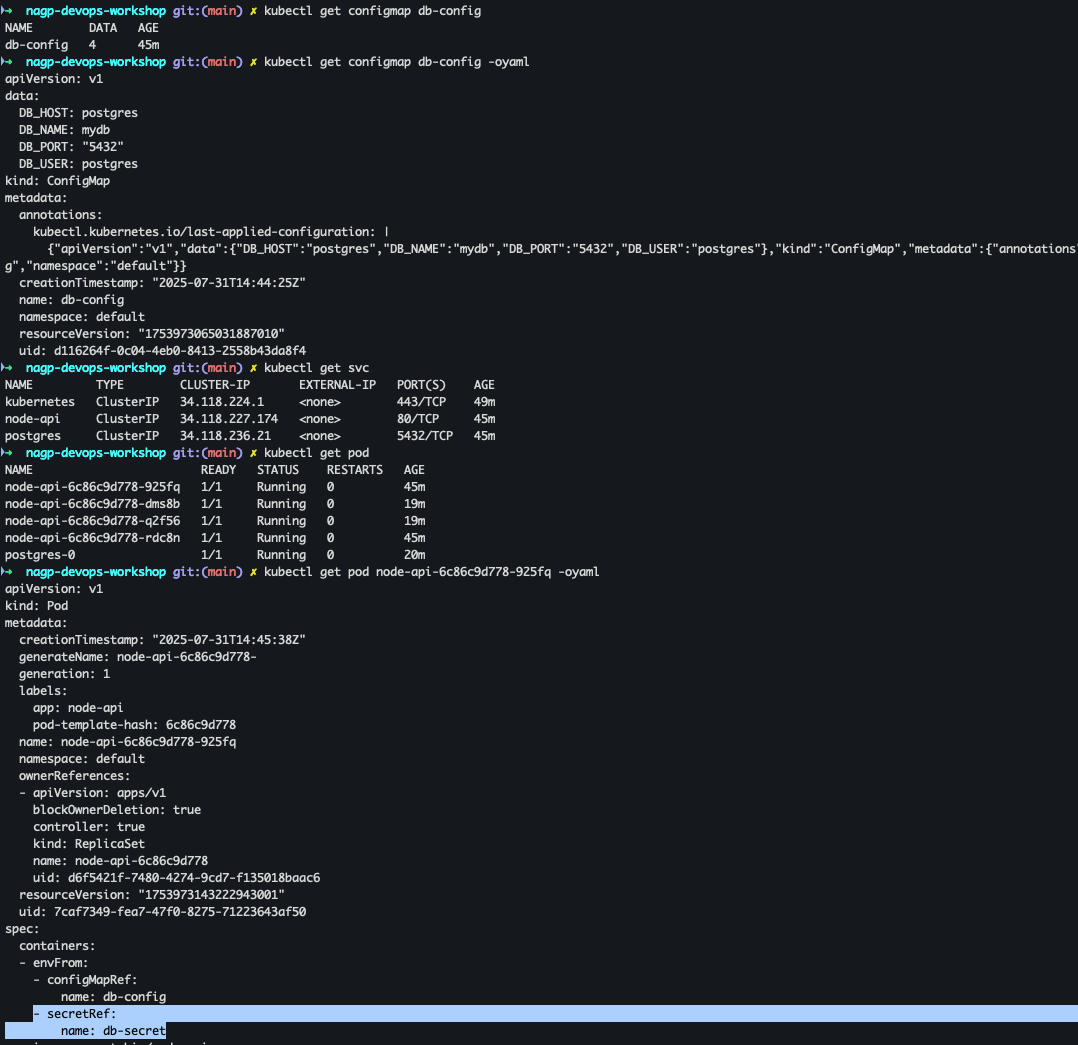 → nagp-devops-workshop git:(main) ✗ kubectl get configmap db-config
NAME DATA AGE
db-config 4 45m
→ nagp-devops-workshop git:(main) ✗ kubectl get configmap db-config -oyaml
apiVersion: v1
data:
  DB_HOST: postgres
  DB_NAME: mydb
  DB_PORT: "5432"
  DB_USER: postgres
kind: ConfigMap
metadata:
  annotations:
    kubectl.kubernetes.io/last-applied-configuration: |
      {"apiVersion":"v1","data":{"DB_HOST":"postgres","DB_NAME":"mydb","DB_PORT":"5432","DB_USER":"postgres"},"kind":"ConfigMap","metadata":{"annotations"
g","namespace":"default"}}
  creationTimestamp: "2025-07-31T14:44:25Z"
  name: db-config
  namespace: default
  resourceVersion: "1753973065031887010"
  uid: d116264f-0c04-4eb0-8413-2558b43da8f4
→ nagp-devops-workshop git:(main) ✗ kubectl get svc
NAME TYPE CLUSTER-IP EXTERNAL-IP PORT(S) AGE
kubernetes ClusterIP 34.118.224.1 <none> 443/TCP 49m
node-api ClusterIP 34.118.227.174 <none> 80/TCP 45m
postgres ClusterIP 34.118.236.21 <none> 5432/TCP 45m
→ nagp-devops-workshop git:(main) ✗ kubectl get pod
NAME READY STATUS RESTARTS AGE
node-api-6c86c9d778-925fq 1/1 Running 0 45m
node-api-6c86c9d778-dms8b 1/1 Running 0 19m
node-api-6c86c9d778-q2f56 1/1 Running 0 19m
node-api-6c86c9d778-rdc8n 1/1 Running 0 45m
postgres-0 1/1 Running 0 20m
→ nagp-devops-workshop git:(main) ✗ kubectl get pod node-api-6c86c9d778-925fq -oyaml
apiVersion: v1
kind: Pod
metadata:
  creationTimestamp: "2025-07-31T14:45:38Z"
  generateName: node-api-6c86c9d778-
  generation: 1
  labels:
    app: node-api
    pod-template-hash: 6c86c9d778
  name: node-api-6c86c9d778-925fq
  namespace: default
  ownerReferences:
  - apiVersion: apps/v1
    blockOwnerDeletion: true
    controller: true
    kind: ReplicaSet
    name: node-api-6c86c9d778
    uid: d6f5421f-7480-4274-9cd7-f135018baac6
  resourceVersion: "1753973143222943001"
  uid: 7caf7349-fea7-47f0-8275-71223643af50
spec:
  containers:
  - envFrom:
    - configMapRef:
        name: db-config
    - secretRef:
        name: db-secret